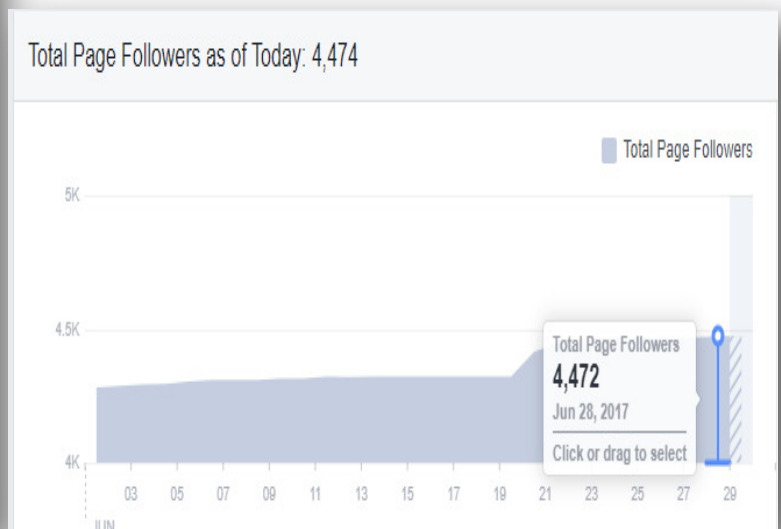 Total Page Followers as of Today: 4,474
Total Page Followers
5K
4.5K
Total Page Followers
4,472
Jun 28, 2017
Click or drag to select
4K
03 05 07 09 11 13 15 17 19 21 23 25 27 29
JUN